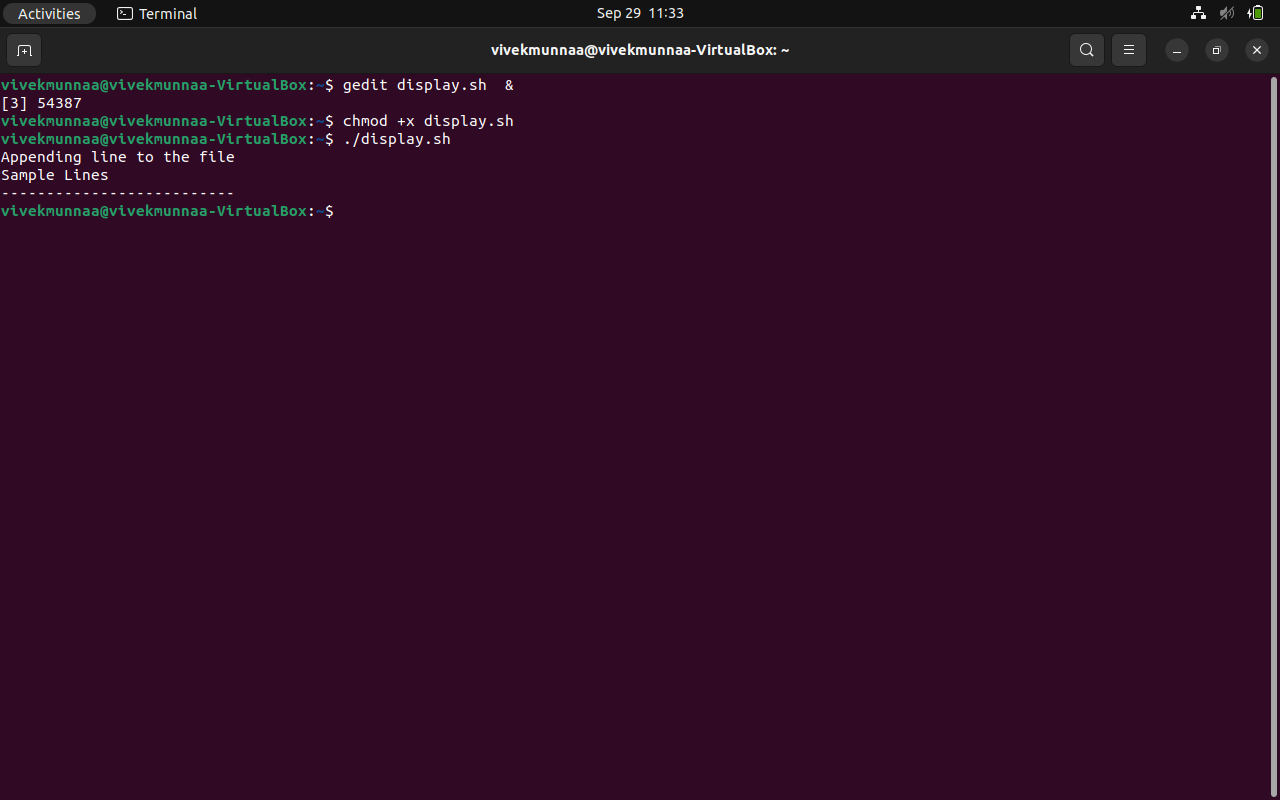 Activities Terminal Sep 29 11:33
vivekmunnaa@vivekmunnaa-VirtualBox: ~
vivekmunnaa@vivekmunnaa-VirtualBox:~$ gedit display.sh  &
[3] 54387
vivekmunnaa@vivekmunnaa-VirtualBox:~$ chmod +x display.sh
vivekmunnaa@vivekmunnaa-VirtualBox:~$ ./display.sh
Appending line to the file
Sample Lines
--------------------------
vivekmunnaa@vivekmunnaa-VirtualBox:~$